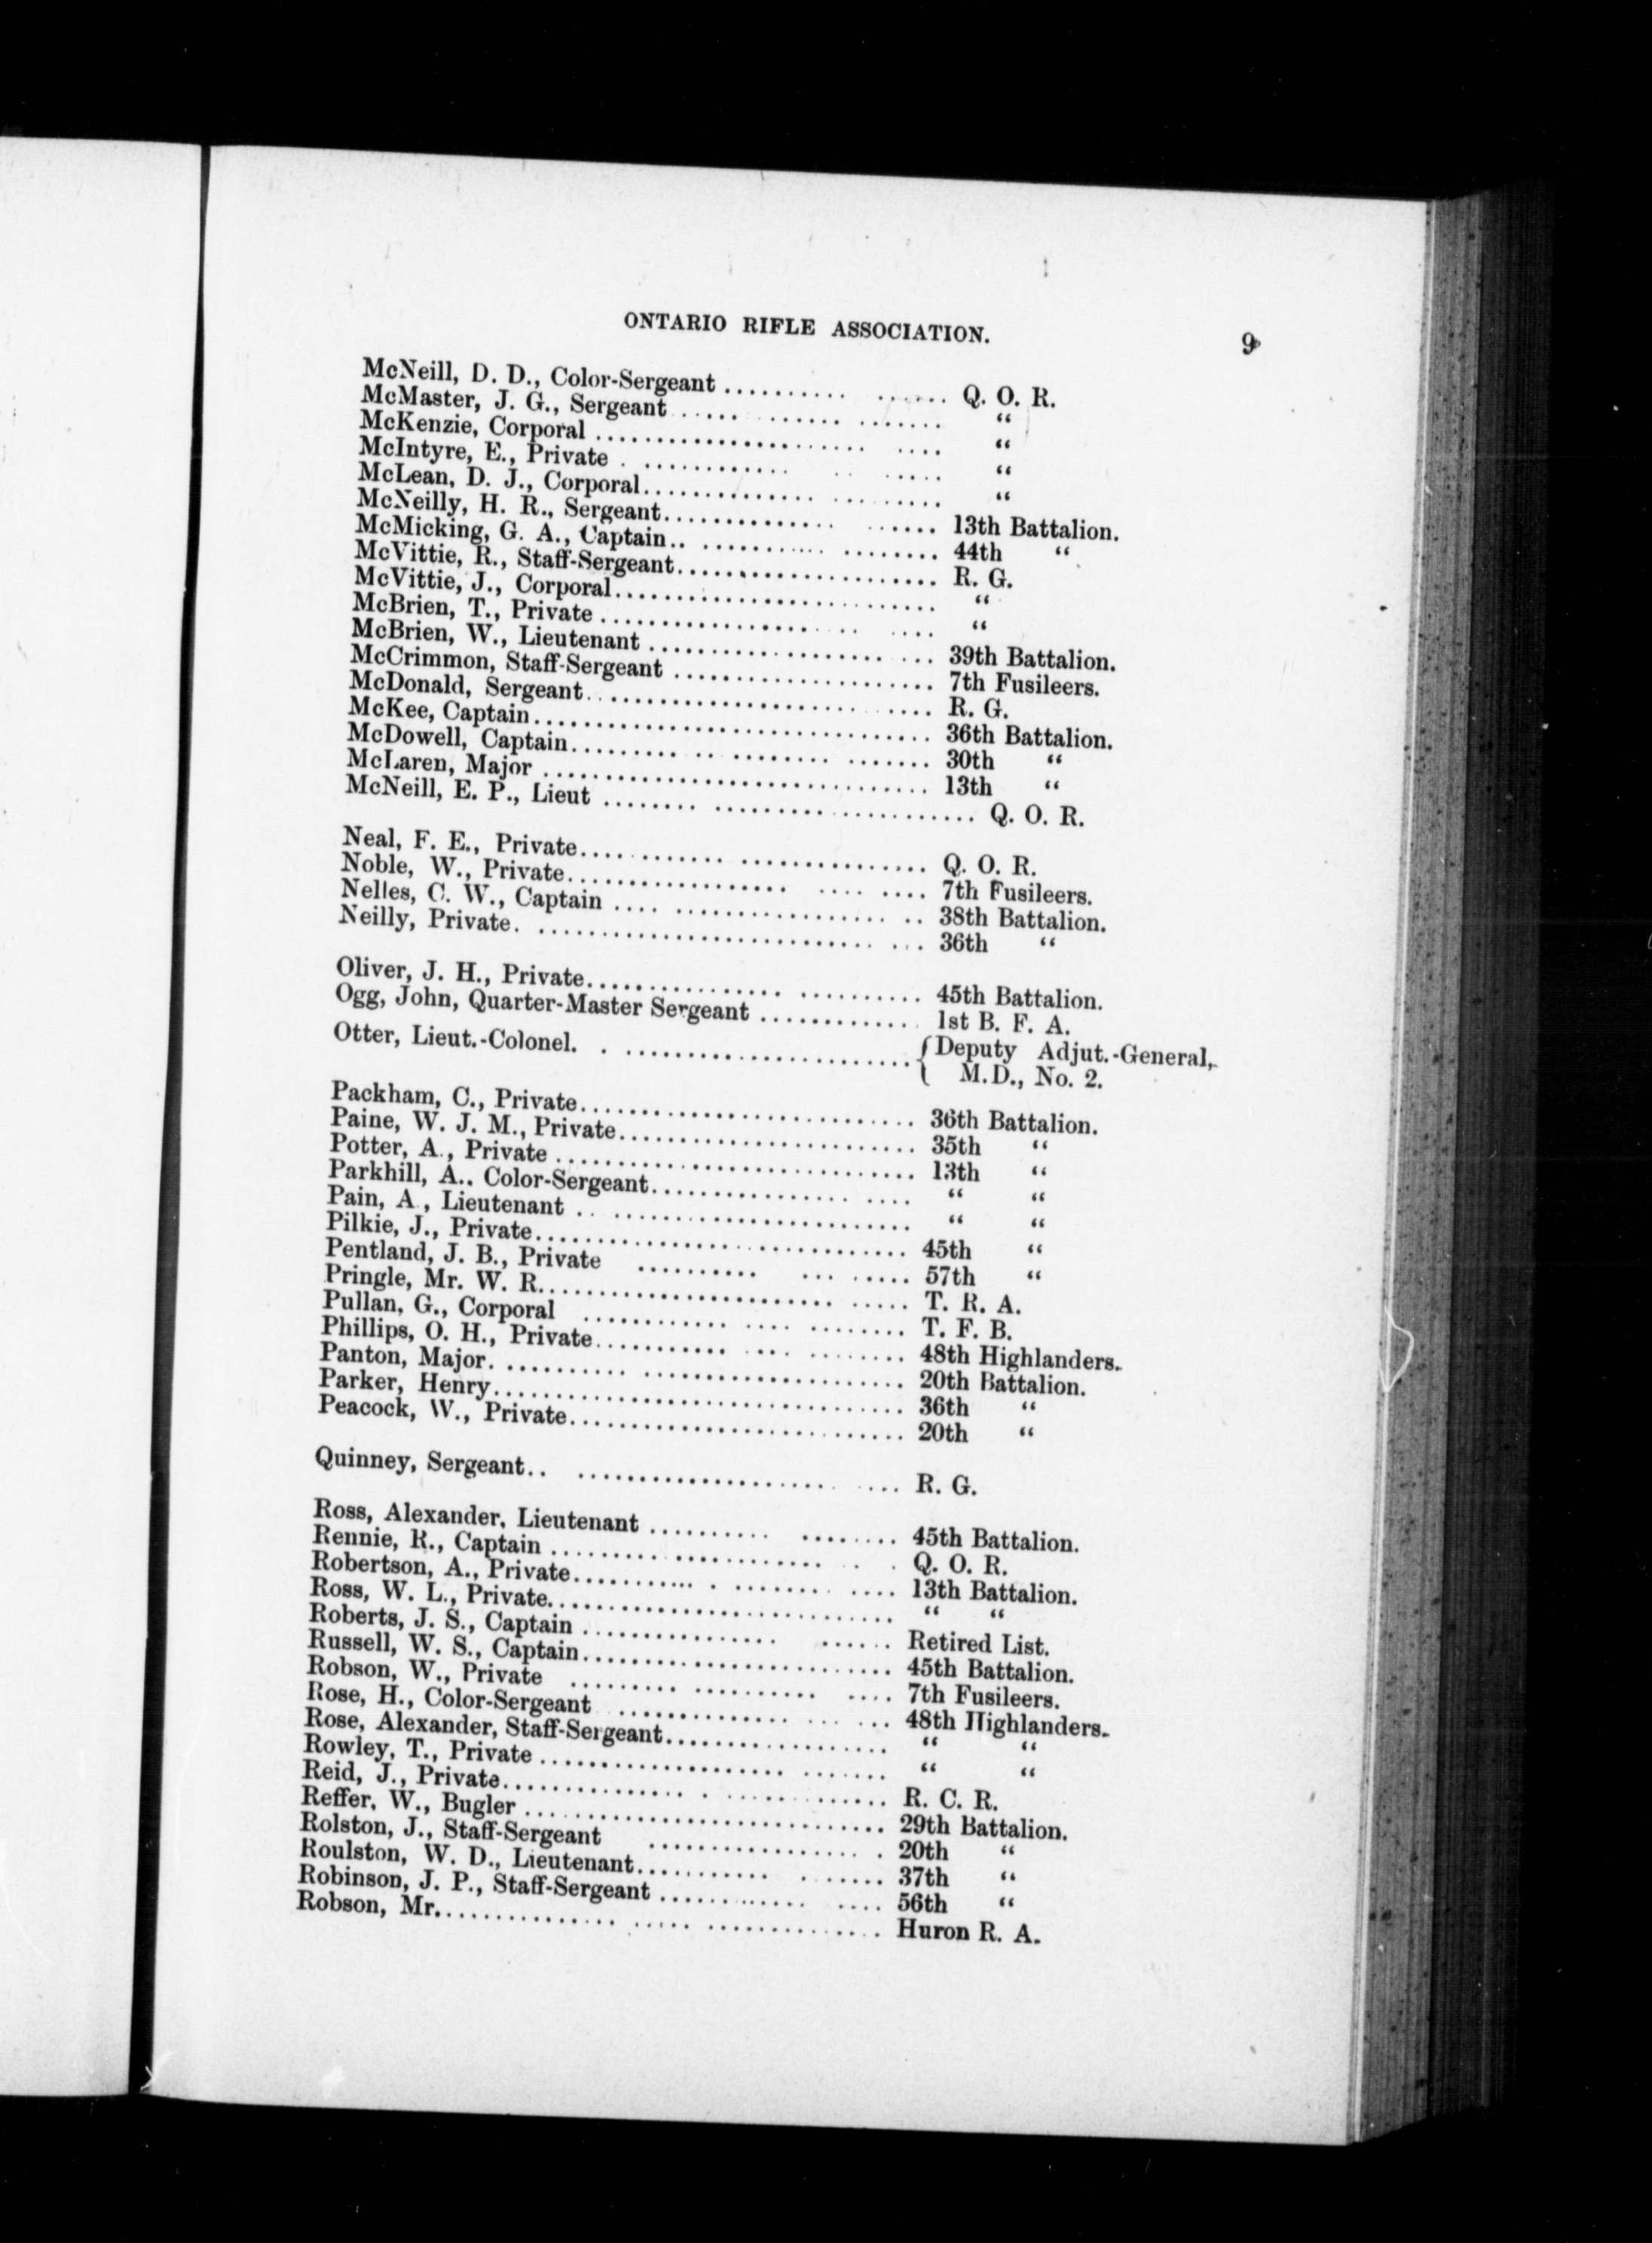 ONTARIO RIFLE ASSOCIATION. 9
McNeill, D. D., Color-Sergeant .......... ...... Q. O. R.
McMaster, J. G., Sergeant ...... ...... ....... “
McKenzie, Corporal ...................... .... “
McIntyre, E., Private . ............ .. ..... “
McLean, D. J., Corporal.............. ......... “
McNeilly, H. R., Sergeant.............. ...... 13th Battalion.
McMicking, G. A., Captain.. ............ ........ 44th “
McVittie, R., Staff-Sergeant..................... R. G.
McVittie, J., Corporal.......................... “
McBrien, T., Private ..................... .... “
McBrien, W., Lieutenant ....................... 39th Battalion.
McCrimmon, Staff-Sergeant ..................... 7th Fusileers.
McDonald, Sergeant.. .......................... R. G.
McKee, Captain................................ 36th Battalion.
McDowell, Captain......... .. ........ ....... 30th “
McLaren, Major ............................... 13th “
McNeill, E. P., Lieut ........ ..................... Q. O. R.
Neal, F. E., Private............ ............... Q. O. R.
Noble, W., Private.................. .... .... 7th Fusileers.
Nelles, C. W., Captain .... ................. .. 38th Battalion.
Neilly, Private. ........................... ... 36th “
Oliver, J. H., Private................ .......... 45th Battalion.
Ogg, John, Quarter-Master Sergeant ............. 1st B. F. A.
Otter, Lieut.-Colonel. . ....................... { Deputy Adjut.-General,
M.D., No. 2.
Packham, C., Private........................... 36th Battalion.
Paine, W. J. M., Private........................ 35th “
Potter, A., Private ............................. 13th “
Parkhill, A.. Color-Sergeant................ .... “ “
Pain, A., Lieutenant .. ........................ “ “
Pilkie, J., Private.............................. 45th “
Pentland, J. B., Private .......... ... ..... 57th “
Pringle, Mr. W. R........................ ..... T. R. A.
Pullan, G., Corporal ............ .... ........ T. F. B.
Phillips, O. H., Private........... .... ........ 48th Highlanders.
Panton, Major. .......... ..................... 20th Battalion.
Parker, Henry................................. 36th “
Peacock, W., Private........................... 20th “
Quinney, Sergeant.. ..................... .... R. G.
Ross, Alexander, Lieutenant .......... ........ 45th Battalion.
Rennie, R., Captain ........ ............ . . Q. O. R.
Robertson, A., Private.......... . ........ .... 13th Battalion.
Ross, W. L., Private............................ “ “
Roberts, J. S., Captain ................ ...... Retired List.
Russell, W. S., Captain......................... 45th Battalion.
Robson, W., Private ......... .......... .... 7th Fusileers.
Rose, H., Color-Sergeant .............. ...... 48th Highlanders.
Rose, Alexander, Staff-Sergeant.................. “ “
Rowley, T., Private .................... ....... “ “
Reid, J., Private............... . ............. R. C. R.
Reffer, W., Bugler ............................. 29th Battalion.
Rolston, J., Staff-Sergeant ................. . 20th “
Roulston, W. D., Lieutenant........... ....... 37th “
Robinson, J. P., Staff-Sergeant ............ .... 56th “
Robson, Mr.............. ..... .............. Huron R. A.